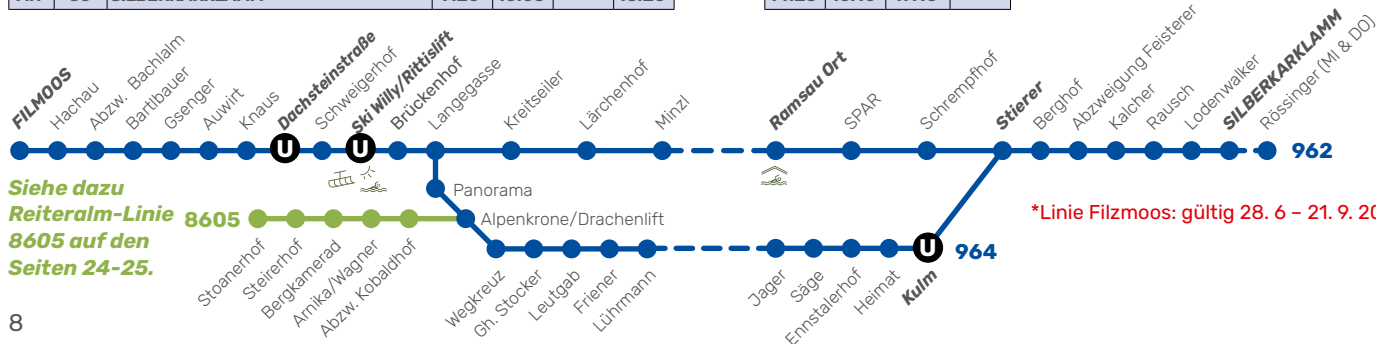 FILMOOS
Hachau
Abzw. Bachlalm
Bartlbauer
Gsenger
Auwirt
Knaus
Dachsteinstraße
Schweigerhof
Ski Willy/Rittislift
Brückenhof
Langegasse
Kreitseiler
Lärchenhof
Minzl
Ramsau Ort
SPAR
Schrempfhof
Stierer
Berghof
Abzweigung Feisterer
Kalcher
Rausch
Lodenwalker
SILBERKARKLAMM
Rössinger (MI & DO)
U
U
962
Siehe dazu
Reiteralm-Linie
8605 auf den
Seiten 24-25.
8605
Panorama
Alpenkrone/Drachenlift
*Linie Filzmoos: gültig 28. 6 – 21. 9. 20
U
964
Stoanerhof
Steirerhof
Bergkamerad
Arnika/Wagner
Abzw. Kobaldhof
Wegkreuz
Gh. Stocker
Leutgab
Friener
Lührmann
Jager
Säge
Ennstalerhof
Heimat
Kulm
8